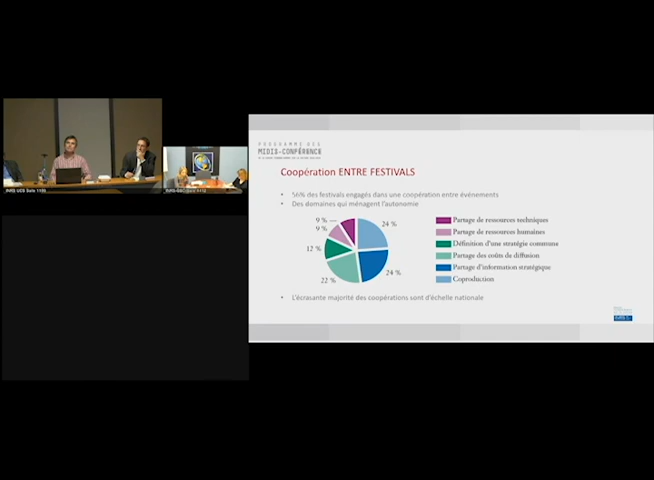 PROGRAMME DES
MIDIS-CONFÉRENCE
Coopération ENTRE FESTIVALS
• 56% des festivals engagés dans une coopération entre évènements
• Des domaines qui ménagent l'autonomie
9 %
9 %
12 %
22 %
24 %
24 %
Partage de ressources techniques
Partage de ressources humaines
Définition d'une stratégie commune
Partage des coûts de diffusion
Partage d'information stratégique
Coproduction
• L'écrasante majorité des coopérations sont d'échelle nationale